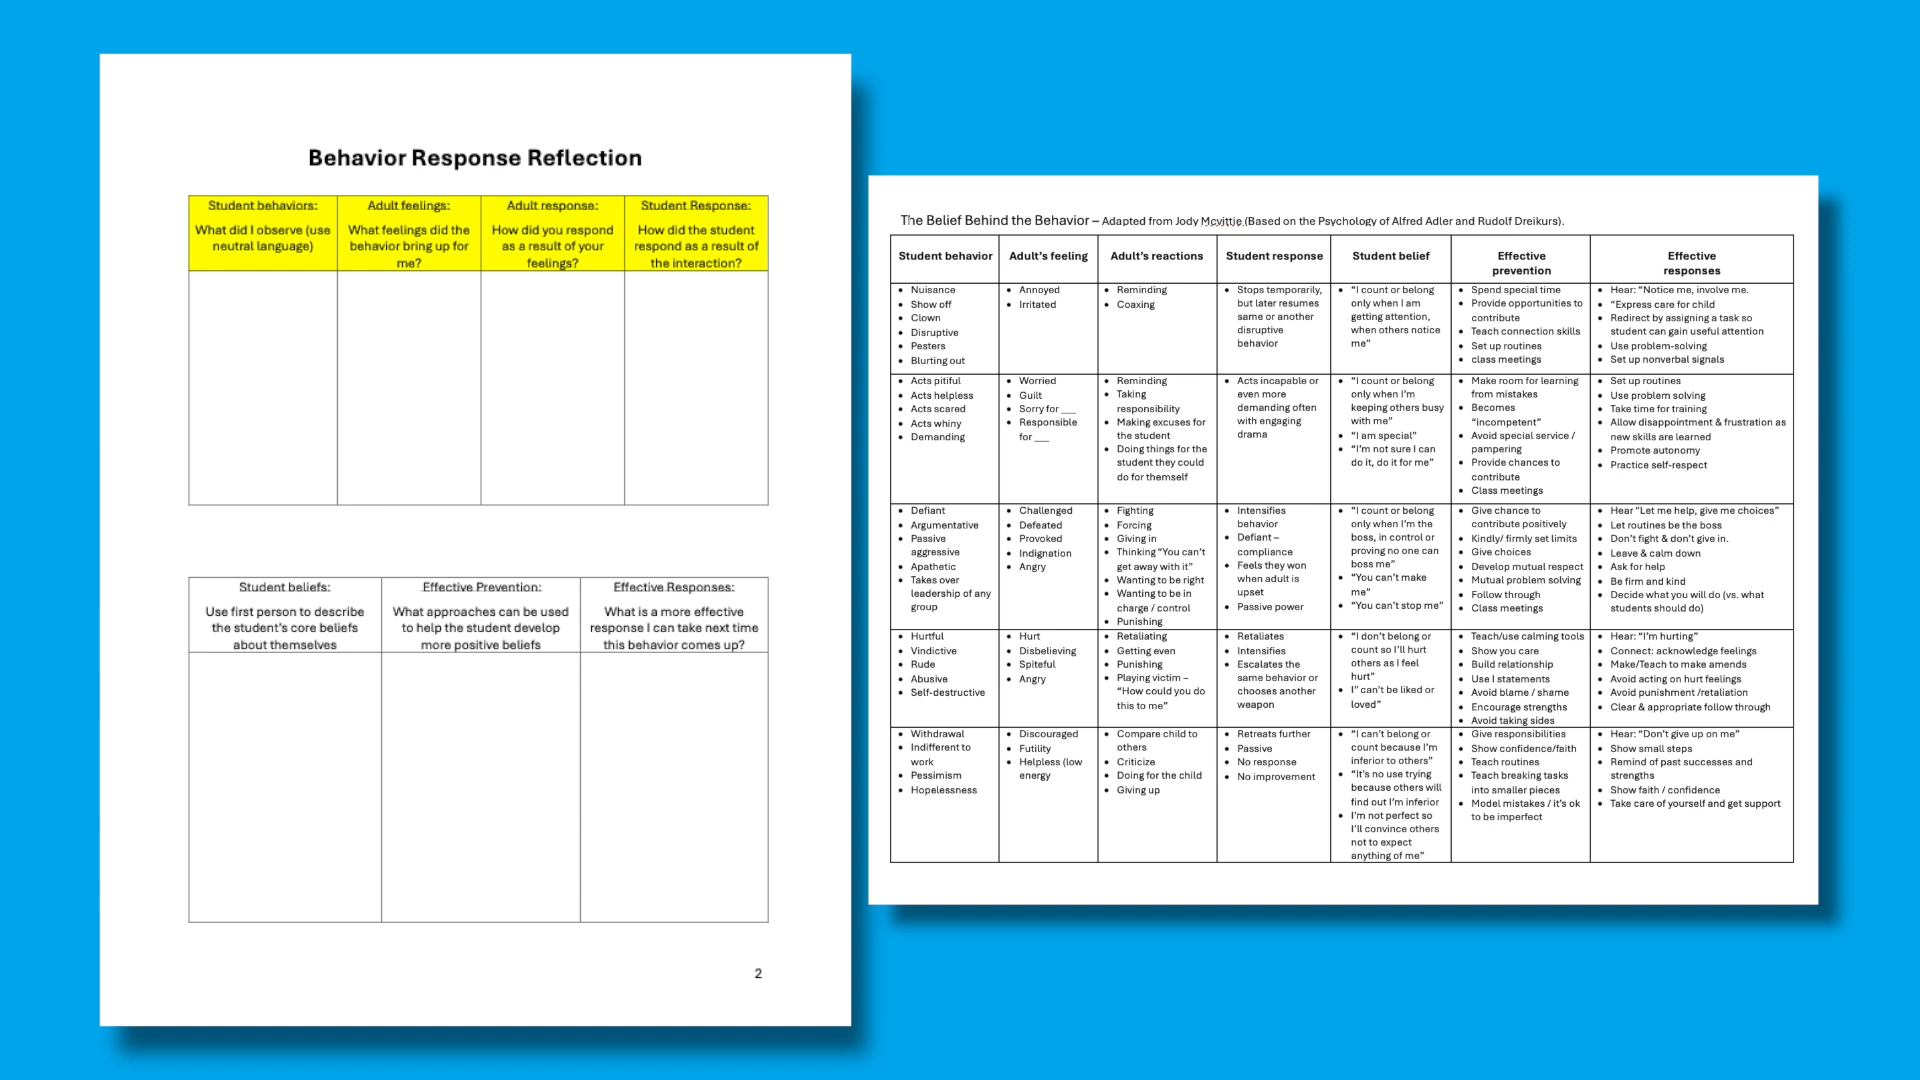 Behavior Response Reflection
Student behaviors:
What did I observe (use
neutral language)
Adult feelings:
What feelings did the
behavior bring up for
me?
Adult response:
How did you respond
as a result of your
feelings?
Student Response:
How did the student
respond as a result of
the interaction?
Student beliefs:
Use first person to describe
the student's core beliefs
about themselves
Effective Prevention:
What approaches can be used
to help the student develop
more positive beliefs
Effective Responses:
What is a more effective
response I can take next time
this behavior comes up?
2
The Belief Behind the Behavior – Adapted from Jody Mcvittie (Based on the Psychology of Alfred Adler and Rudolf Dreikurs).
Student behavior
Adult's feeling
Adult's reactions
Student response
Student belief
Effective
prevention
Effective
responses
• Nuisance
• Show off
• Clown
• Disruptive
• Pesters
• Blurting out
• Annoyed
• Irritated
• Reminding
• Coaxing
• Stops temporarily,
but later resumes
same or another
disruptive
behavior
• "I count or belong
only when I am
getting attention,
when others notice
me"
• Spend special time
• Provide opportunities to
contribute
• Teach connection skills
• Set up routines
• class meetings
• Hear: "Notice me, involve me.
• "Express care for child
• Redirect by assigning a task so
student can gain useful attention
• Use problem-solving
• Set up nonverbal signals
• Acts pitiful
• Acts helpless
• Acts scared
• Acts whiny
• Demanding
• Worried
• Guilt
• Sorry for ___
• Responsible
for ___
• Reminding
• Taking
responsibility
• Making excuses for
the student
• Doing things for the
student they could
do for themself
• Acts incapable or
even more
demanding often
with engaging
drama
• "I count or belong
only when I'm
keeping others busy
with me"
• "I am special"
• "I'm not sure I can
do it, do it for me"
• Make room for learning
from mistakes
• Becomes
"incompetent"
• Avoid special service /
pampering
• Provide chances to
contribute
• Class meetings
• Set up routines
• Use problem solving
• Take time for training
• Allow disappointment & frustration as
new skills are learned
• Promote autonomy
• Practice self-respect
• Defiant
• Argumentative
• Passive
aggressive
• Apathetic
• Takes over
leadership of any
group
• Challenged
• Defeated
• Provoked
• Indignation
• Angry
• Fighting
• Forcing
• Giving in
• Thinking "You can't
get away with it"
• Wanting to be right
• Wanting to be in
charge / control
• Punishing
• Intensifies
behavior
• Defiant –
compliance
• Feels they won
when adult is
upset
• Passive power
• "I count or belong
only when I'm the
boss, in control or
proving no one can
boss me"
• "You can't make
me"
• "You can't stop me"
• Give chance to
contribute positively
• Kindly/ firmly set limits
• Give choices
• Develop mutual respect
• Mutual problem solving
• Follow through
• Class meetings
• Hear "Let me help, give me choices"
• Let routines be the boss
• Don't fight & don't give in.
• Leave & calm down
• Ask for help
• Be firm and kind
• Decide what you will do (vs. what
students should do)
• Hurtful
• Vindictive
• Rude
• Abusive
• Self-destructive
• Hurt
• Disbelieving
• Spiteful
• Angry
• Retaliating
• Getting even
• Punishing
• Playing victim –
"How could you do
this to me"
• Retaliates
• Intensifies
• Escalates the
same behavior or
chooses another
weapon
• "I don't belong or
count so I'll hurt
others as I feel
hurt"
• I" can't be liked or
loved"
• Teach/use calming tools
• Show you care
• Build relationship
• Use I statements
• Avoid blame / shame
• Encourage strengths
• Avoid taking sides
• Hear: "I'm hurting"
• Connect: acknowledge feelings
• Make/Teach to make amends
• Avoid acting on hurt feelings
• Avoid punishment /retaliation
• Clear & appropriate follow through
• Withdrawal
• Indifferent to
work
• Pessimism
• Hopelessness
• Discouraged
• Futility
• Helpless (low
energy
• Compare child to
others
• Criticize
• Doing for the child
• Giving up
• Retreats further
• Passive
• No response
• No improvement
• "I can't belong or
count because I'm
inferior to others"
• "It's no use trying
because others will
find out I'm inferior
• I'm not perfect so
I'll convince others
not to expect
anything of me"
• Give responsibilities
• Show confidence/faith
• Teach routines
• Teach breaking tasks
into smaller pieces
• Model mistakes / it's ok
to be imperfect
• Hear: "Don't give up on me"
• Show small steps
• Remind of past successes and
strengths
• Show faith / confidence
• Take care of yourself and get support